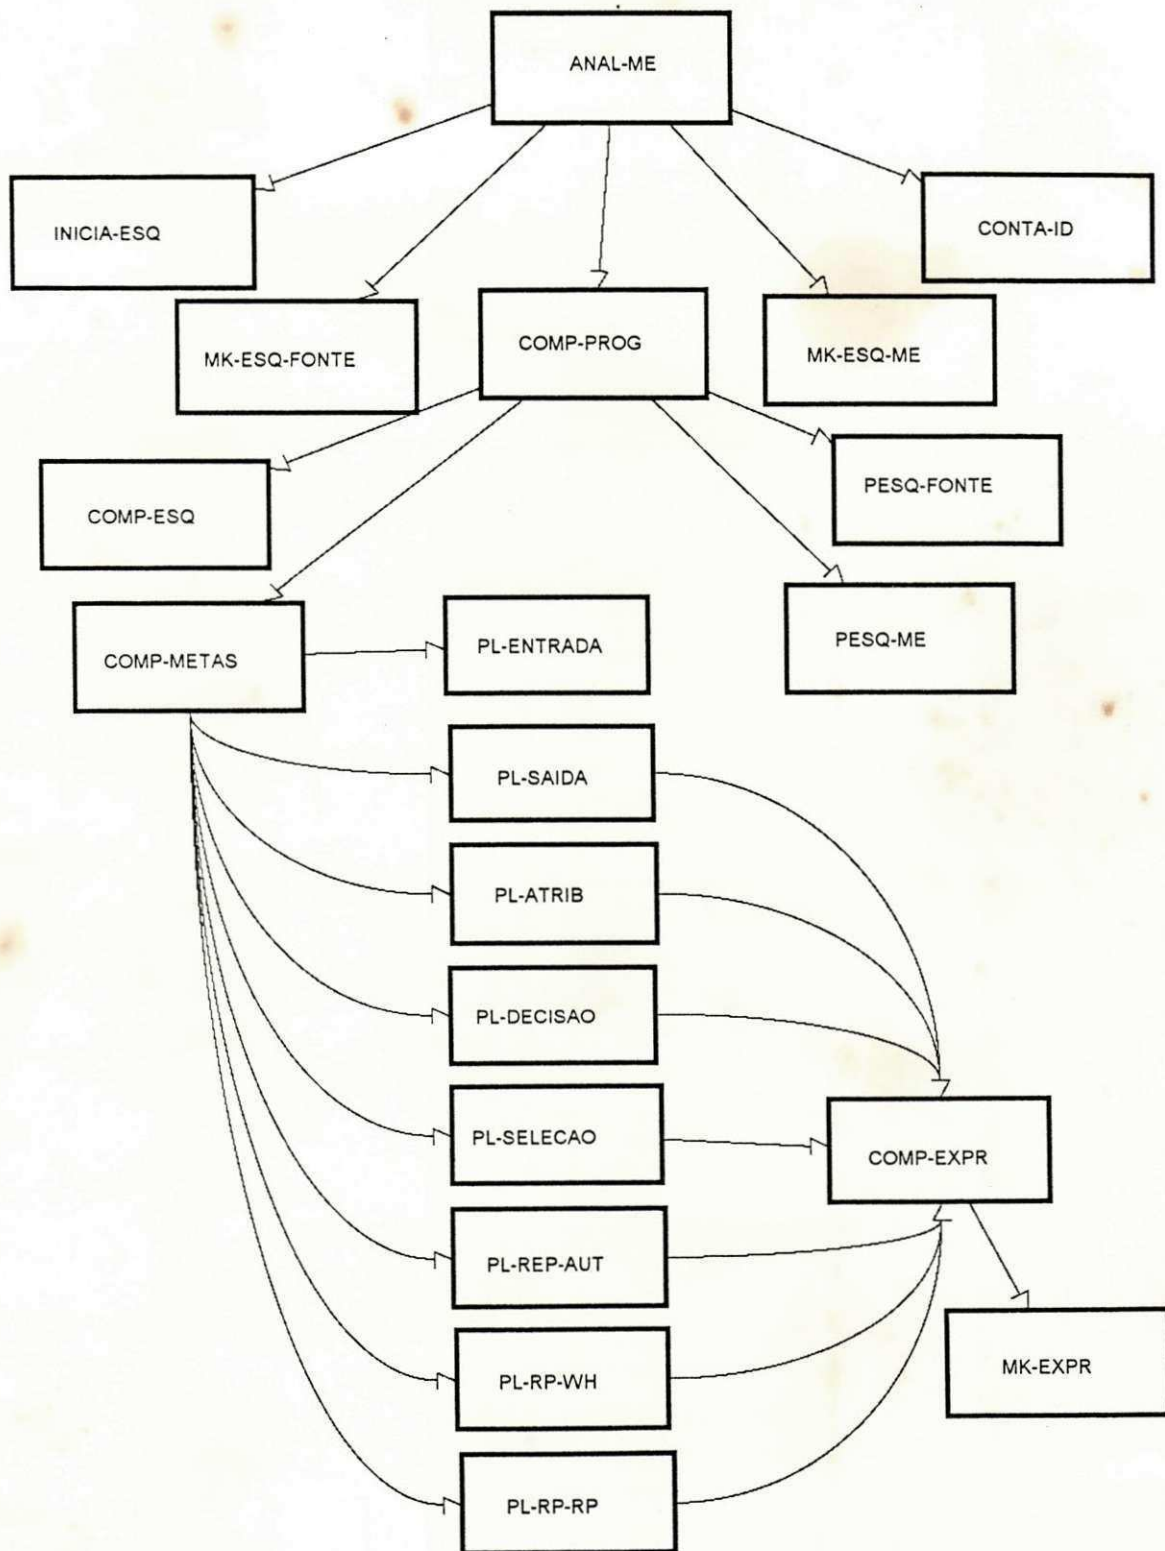 ANAL-ME
INICIA-ESQ
CONTA-ID
MK-ESQ-FONTE
COMP-PROG
MK-ESQ-ME
COMP-ESQ
PESQ-FONTE
COMP-METAS
PL-ENTRADA
PESQ-ME
PL-SAIDA
PL-ATRIB
PL-DECISAO
PL-SELECAO
COMP-EXPR
PL-REP-AUT
PL-RP-WH
MK-EXPR
PL-RP-RP